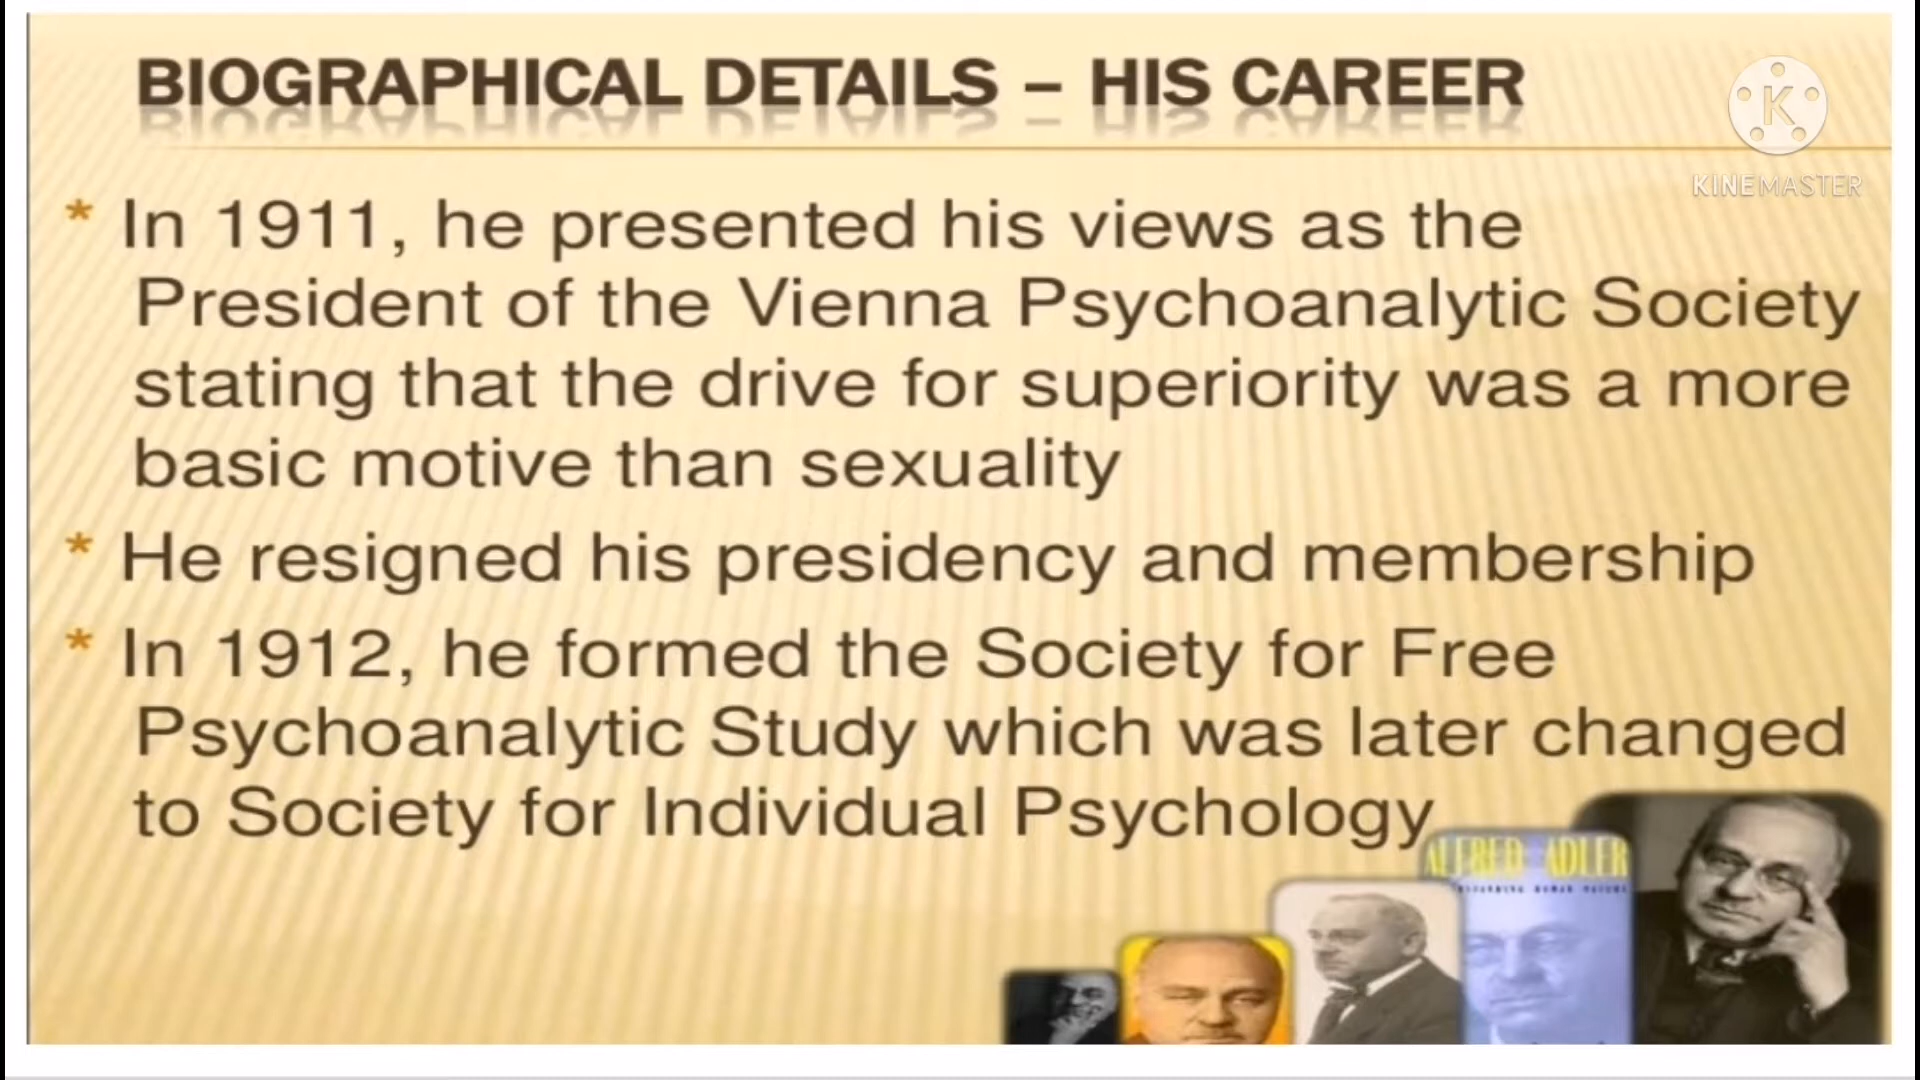 BIOGRAPHICAL DETAILS – HIS CAREER
KINEMASTER
* In 1911, he presented his views as the
President of the Vienna Psychoanalytic Society
stating that the drive for superiority was a more
basic motive than sexuality
* He resigned his presidency and membership
* In 1912, he formed the Society for Free
Psychoanalytic Study which was later changed
to Society for Individual Psychology
ALFRED ADLER
HUMAN NATURE